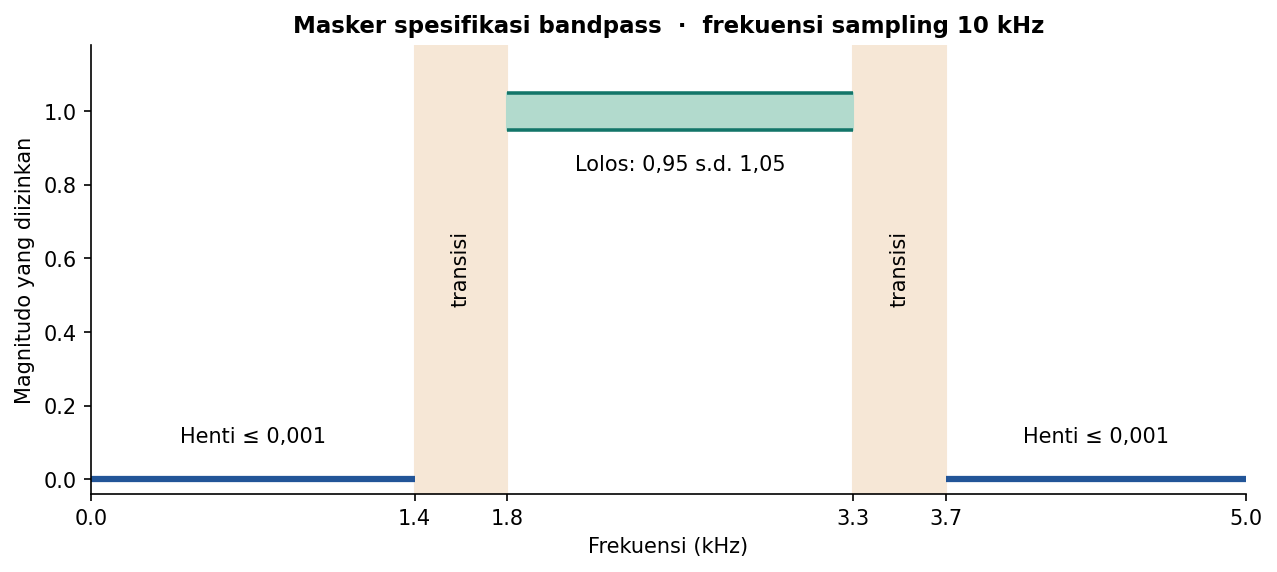 Masker spesifikasi bandpass · frekuensi sampling 10 kHz
Magnitudo yang diizinkan
1.0
0.8
0.6
0.4
0.2
0.0
Lolos: 0,95 s.d. 1,05
transisi
transisi
Henti ≤ 0,001
Henti ≤ 0,001
0.0 1.4 1.8 3.3 3.7 5.0
Frekuensi (kHz)